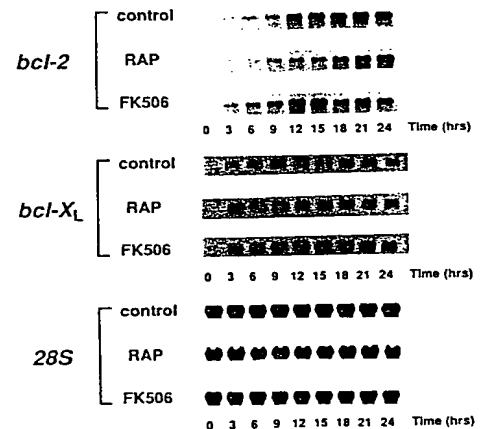 control
bcl-2 RAP
FK506
0 3 6 9 12 15 18 21 24 Time (hrs)
control
bcl-XL RAP
FK506
0 3 6 9 12 15 18 21 24 Time (hrs)
control
28S RAP
FK506
0 3 6 9 12 15 18 21 24 Time (hrs)